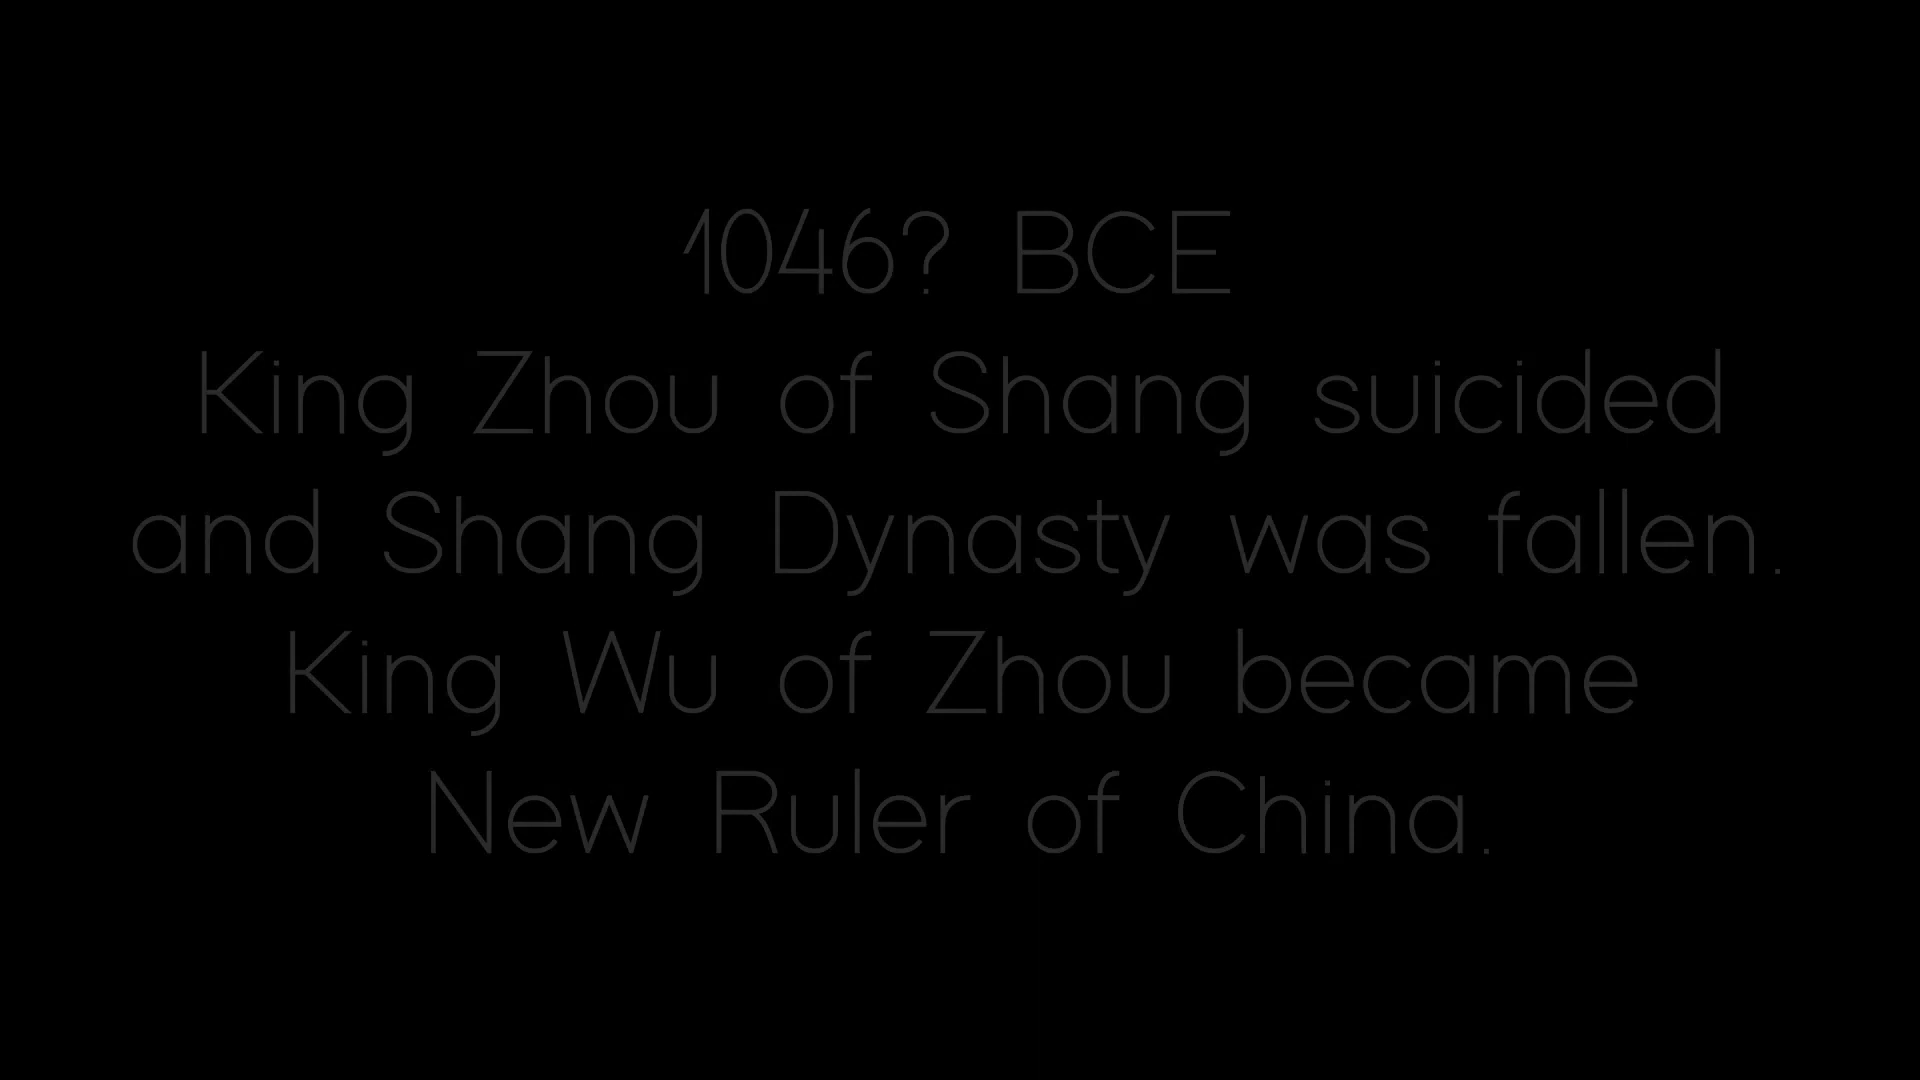 1046? BCE
King Zhou of Shang suicided
and Shang Dynasty was fallen.
King Wu of Zhou became
New Ruler of China.